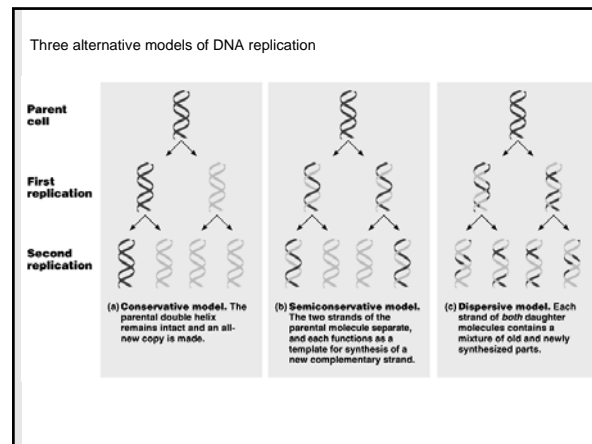 Three alternative models of DNA replication
Parent
cell
First
replication
Second
replication
(a) Conservative model. The
parental double helix
remains intact and an all-
new copy is made.
(b) Semiconservative model.
The two strands of the
parental molecule separate,
and each functions as a
template for synthesis of a
new complementary strand.
(c) Dispersive model. Each
strand of both daughter
molecules contains a
mixture of old and newly
synthesized parts.